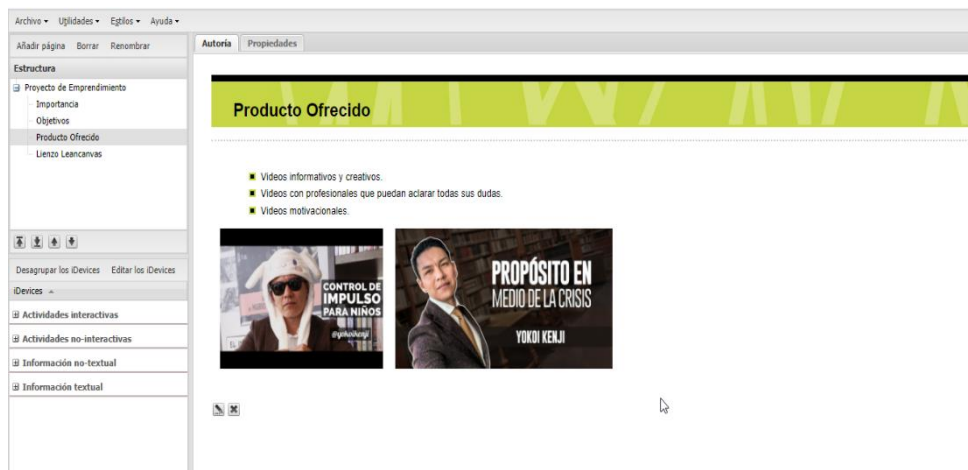 Archivo Utilidades Estilos Ayuda
Añadir página Borrar Renombrar
Estructura
Proyecto de Emprendimiento
Importancia
Objetivos
Producto Ofrecido
Lienzo Leancanvas
Desagrupar los iDevices Editar los iDevices
iDevices
Actividades interactivas
Actividades no-interactivas
Información no-textual
Información textual
Autoría Propiedades
Producto Ofrecido
Videos informativos y creativos.
Videos con profesionales que puedan aclarar todas sus dudas.
Videos motivacionales.
CONTROL DE
IMPULSO
PARA NIÑOS
@yokoikenji
PROPÓSITO EN
MEDIO DE LA CRISIS
YOKOI KENJI